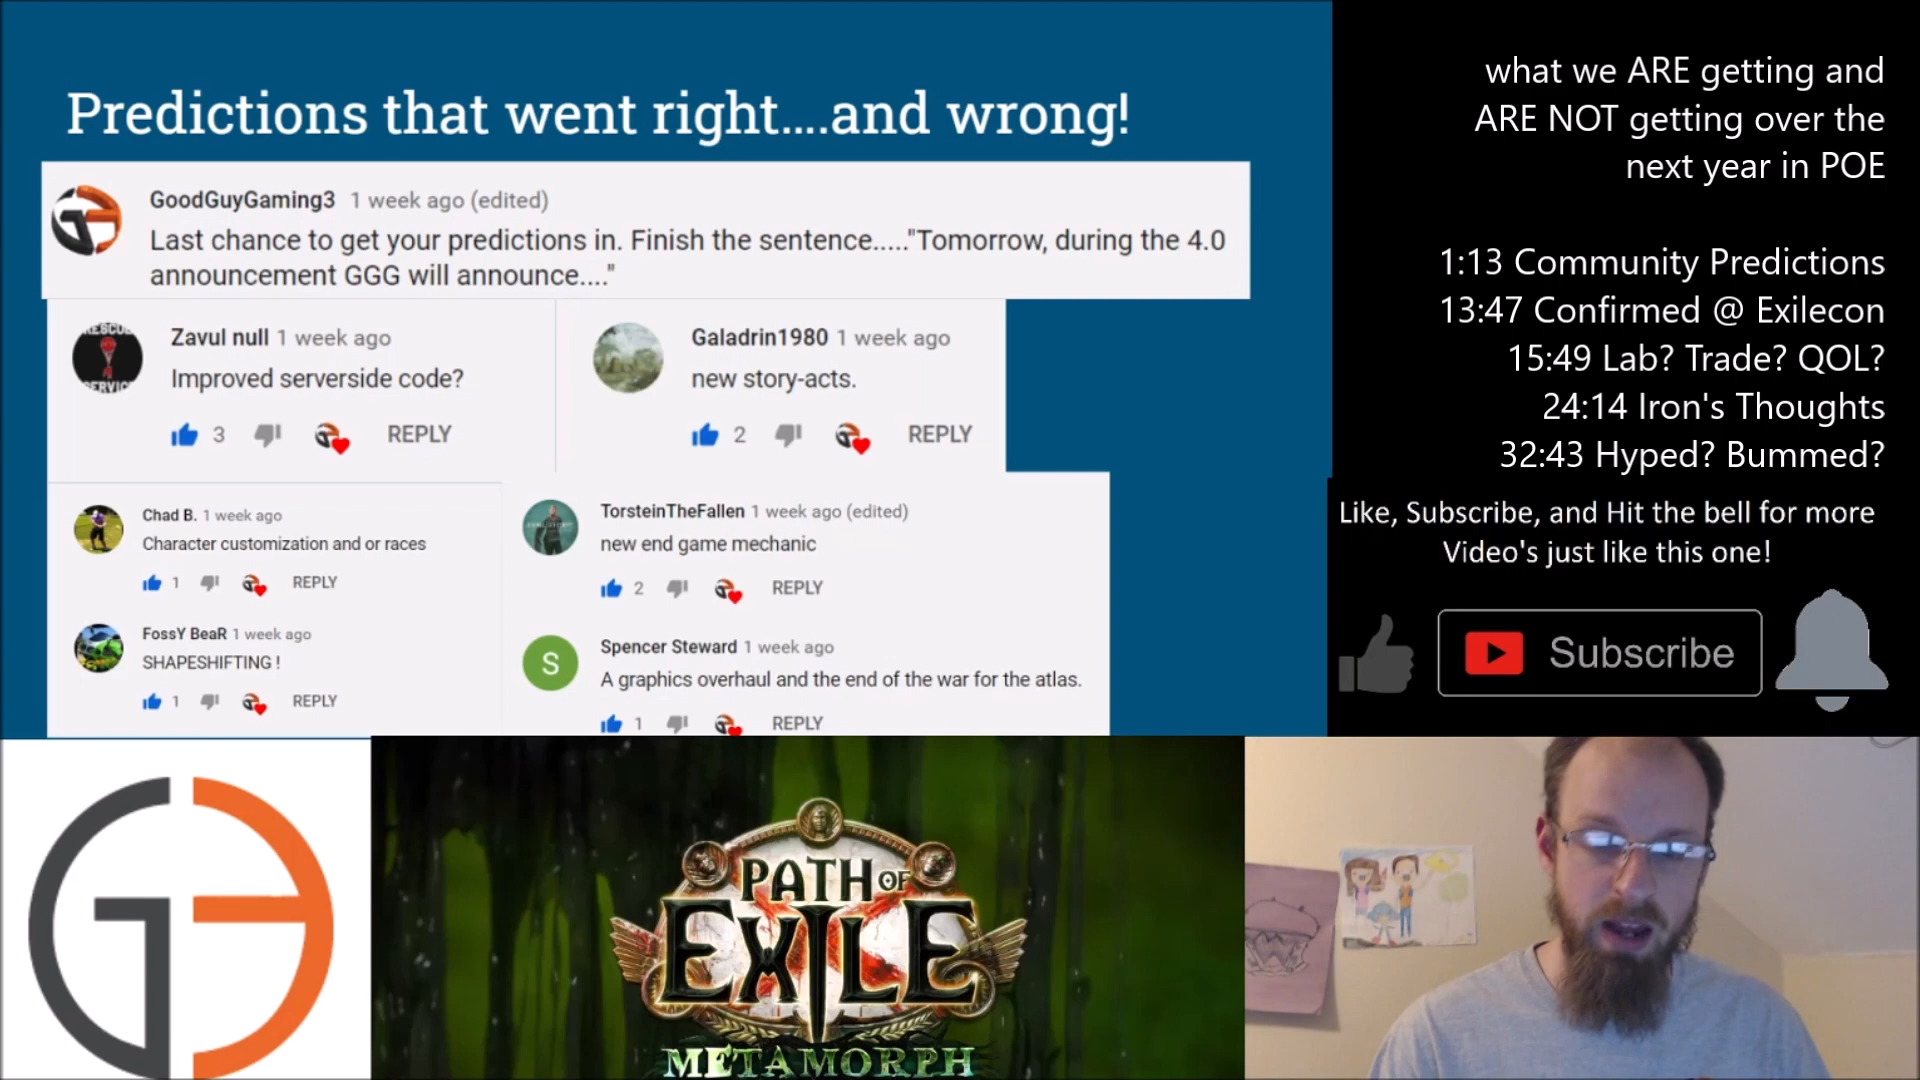 Predictions that went right....and wrong!
GoodGuyGaming3 1 week ago (edited)
Last chance to get your predictions in. Finish the sentence....."Tomorrow, during the 4.0
announcement GGG will announce...."
RESCUE
SERVICE
Zavul null 1 week ago
Improved serverside code?
3 REPLY
Galadrin1980 1 week ago
new story-acts.
2 REPLY
Chad B. 1 week ago
Character customization and or races
1 REPLY
FossY BeaR 1 week ago
SHAPESHIFTING !
1 REPLY
TorsteinTheFallen 1 week ago (edited)
new end game mechanic
2 REPLY
S
Spencer Steward 1 week ago
A graphics overhaul and the end of the war for the atlas.
1 REPLY
what we ARE getting and
ARE NOT getting over the
next year in POE
1:13 Community Predictions
13:47 Confirmed @ Exilecon
15:49 Lab? Trade? QOL?
24:14 Iron's Thoughts
32:43 Hyped? Bummed?
Like, Subscribe, and Hit the bell for more
Video's just like this one!
Subscribe
G3
PATH OF
EXILE
METAMORPH